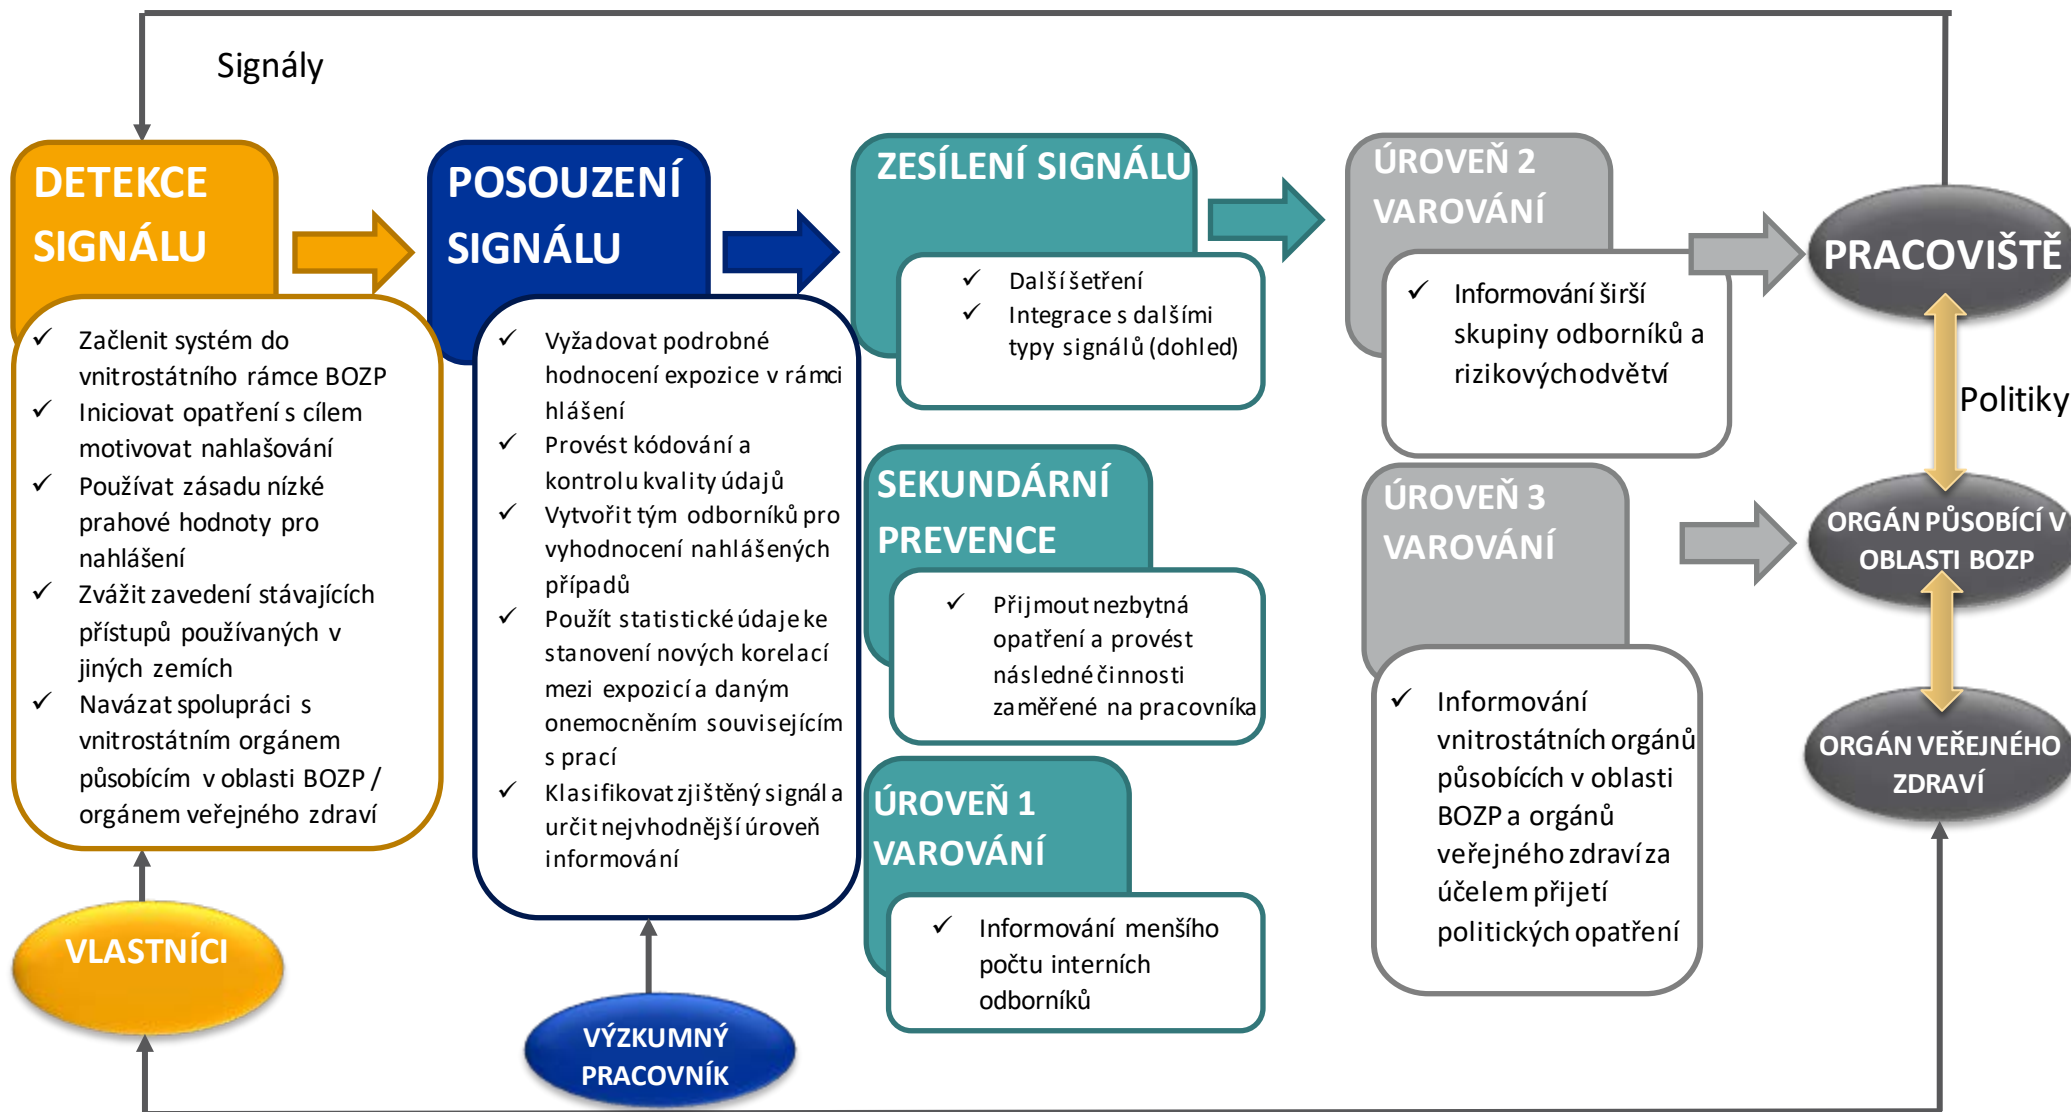 Signály
DETEKCE
SIGNÁLU
✓ Začlenit systém do
vnitrostátního rámce BOZP
✓ Iniciovat opatření s cílem
motivovat nahlašování
✓ Používat zásadu nízké
prahové hodnoty pro
nahlášení
✓ Zvážit zavedení stávajících
přístupů používaných v
jiných zemích
✓ Navázat spolupráci s
vnitrostátním orgánem
působícím v oblasti BOZP /
orgánem veřejného zdraví
VLASTNÍCI
POSOUZENÍ
SIGNÁLU
✓ Vyžadovat podrobné
hodnocení expozice v rámci
hlášení
✓ Provést kódování a
kontrolu kvality údajů
✓ Vytvořit tým odborníků pro
vyhodnocení nahlášených
případů
✓ Použít statistické údaje ke
stanovení nových korelací
mezi expozicí a daným
onemocněním souvisejícím
s prací
✓ Klasifikovat zjištěný signál a
určit nejvhodnější úroveň
informování
VÝZKUMNÝ
PRACOVNÍK
ZESÍLENÍ SIGNÁLU
✓ Další šetření
✓ Integrace s dalšími
typy signálů (dohled)
SEKUNDÁRNÍ
PREVENCE
✓ Přijmout nezbytná
opatření a provést
následné činnosti
zaměřené na pracovníka
ÚROVEŇ 1
VAROVÁNÍ
✓ Informování menšího
počtu interních
odborníků
ÚROVEŇ 2
VAROVÁNÍ
✓ Informování širší
skupiny odborníků a
rizikových odvětví
ÚROVEŇ 3
VAROVÁNÍ
✓ Informování
vnitrostátních orgánů
působících v oblasti
BOZP a orgánů
veřejného zdraví za
účelem přijetí
politických opatření
PRACOVIŠTĚ
Politiky
ORGÁN PŮSOBÍCÍ V
OBLASTI BOZP
ORGÁN VEŘEJNÉHO
ZDRAVÍ